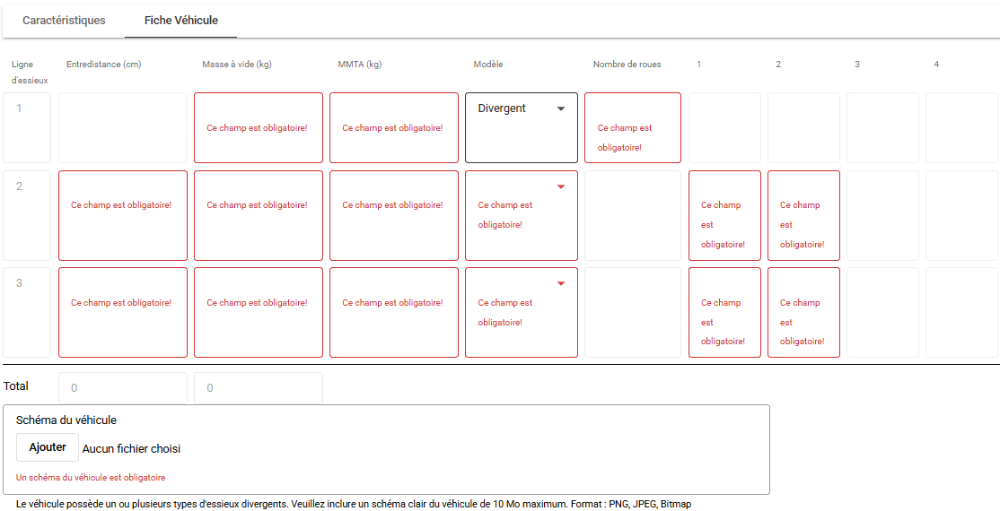 Caractéristiques Fiche Véhicule
Ligne d'essieux Entredistance (cm) Masse à vide (kg) MMTA (kg) Modèle Nombre de roues 1 2 3 4
1 Ce champ est obligatoire! Ce champ est obligatoire! Divergent Ce champ est obligatoire!
2 Ce champ est obligatoire! Ce champ est obligatoire! Ce champ est obligatoire! Ce champ est obligatoire! Ce champ est obligatoire! Ce champ est obligatoire!
3 Ce champ est obligatoire! Ce champ est obligatoire! Ce champ est obligatoire! Ce champ est obligatoire! Ce champ est obligatoire! Ce champ est obligatoire!
Total 0 0
Schéma du véhicule
Ajouter Aucun fichier choisi
Un schéma du véhicule est obligatoire
Le véhicule possède un ou plusieurs types d'essieux divergents. Veuillez inclure un schéma clair du véhicule de 10 Mo maximum. Format : PNG, JPEG, Bitmap